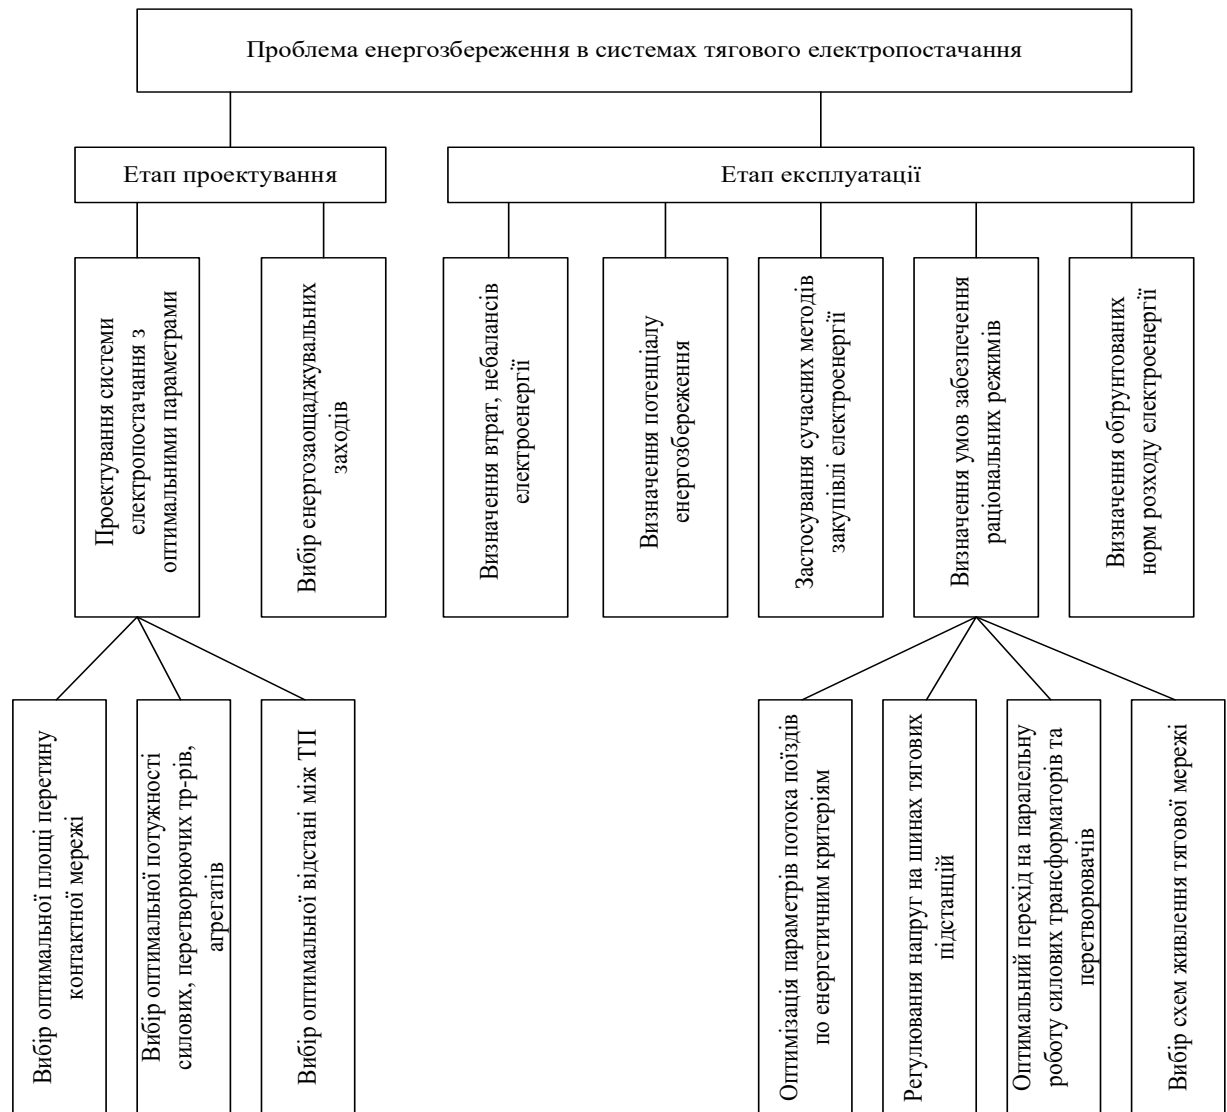 Проблема енергозбереження в системах тягового електропостачання
Етап проектування
Етап експлуатації
Проектування системи
електропостачання з
оптимальними параметрами
Вибір енергозаощаджувальних
заходів
Визначення втрат, небалансів
електроенергії
Визначення потенціалу
енергозбереження
Застосування сучасних методів
закупівлі електроенергії
Визначення умов забезпечення
раціональних режимів
Визначення обґрунтованих
норм розходу електроенергії
Вибір оптимальної площі перетину
контактної мережі
Вибір оптимальної потужності
силових, перетворюючих тр-рів,
агрегатів
Вибір оптимальної відстані між ТП
Оптимізація параметрів потока поїздів
по енергетичним критеріям
Регулювання напруг на шинах тягових
підстанцій
Оптимальний перехід на паралельну
роботу силових трансформаторів та
перетворювачів
Вибір схем живлення тягової мережі